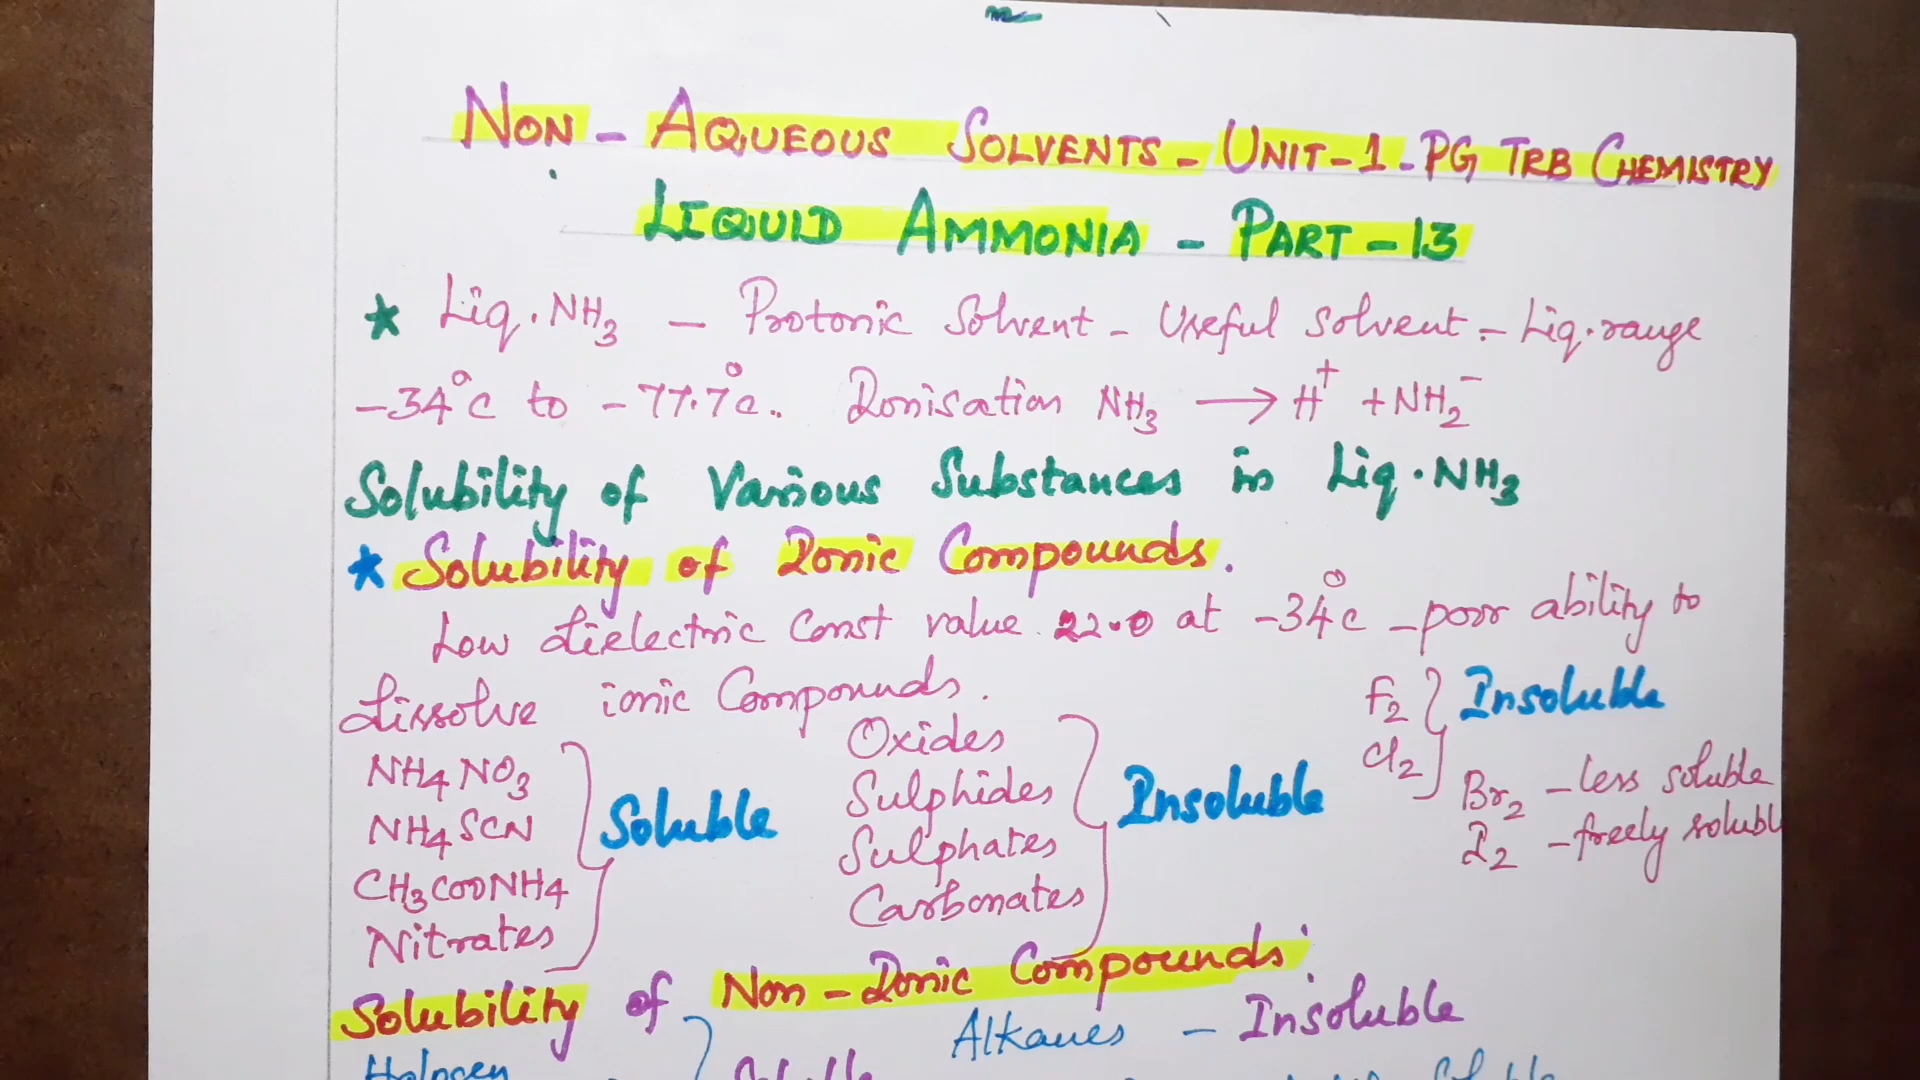 NON - AQUEOUS SOLVENTS - UNIT-1 - PG TRB CHEMISTRY
LIQUID AMMONIA - PART - 13
★ Liq. NH3 - Protonic Solvent - Useful solvent - Liq. range
-34°C to -77.7°C. Ionisation NH3 → H+ + NH2-
Solubility of Various Substances in Liq. NH3
★ Solubility of Ionic Compounds.
Low dielectric const value 22.0 at -34°C - poor ability to
dissolve ionic compounds.
NH4NO3
NH4SCN
CH3COONH4
Nitrates
Soluble
Oxides
Sulphides
Sulphates
Carbonates
Insoluble
F2
Cl2
Insoluble
Br2 - less soluble
I2 - freely solubl
Solubility of Non-Ionic Compounds:
Halogen
Soluble
Alkanes - Insoluble